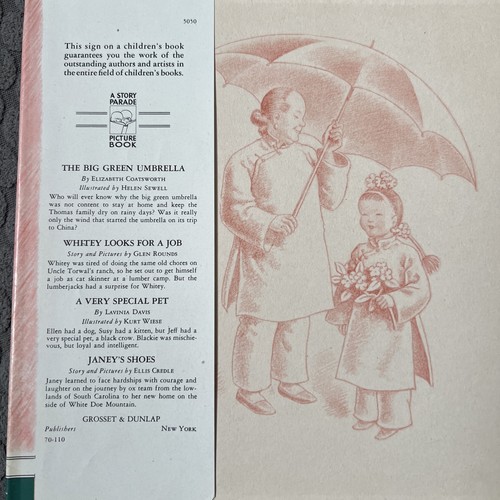 5050
This sign on a children's book
guarantees you the work of the
outstanding authors and artists in
the entire field of children's books.
A STORY
PARADE
PICTURE
BOOK
THE BIG GREEN UMBRELLA
By ELIZABETH COATSWORTH
Illustrated by HELEN SEWELL
Who will ever know why the big green umbrella
was not content to stay at home and keep the
Thomas family dry on rainy days? Was it really
only the wind that started the umbrella on its trip
to China?
WHITEY LOOKS FOR A JOB
Story and Pictures by GLEN ROUNDS
Whitey was tired of doing the same old chores on
Uncle Torwal's ranch, so he set out to get himself
a job as cat skinner at a lumber camp. But the
lumberjacks had a surprise for Whitey.
A VERY SPECIAL PET
By LAVINIA DAVIS
Illustrated by KURT WIESE
Ellen had a dog, Susy had a kitten, but Jeff had a
very special pet, a black crow. Blackie was mischie-
vous, but loyal and intelligent.
JANEY'S SHOES
Story and Pictures by ELLIS CREDLE
Janey learned to face hardships with courage and
laughter on the journey by ox team from the low-
lands of South Carolina to her new home on the
side of White Doe Mountain.
GROSSET & DUNLAP
Publishers NEW YORK
70-110